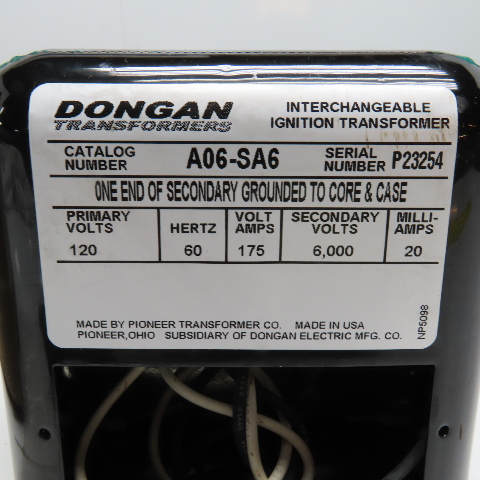 DONGAN
TRANSFORMERS
INTERCHANGEABLE
IGNITION TRANSFORMER
CATALOG NUMBER A06-SA6 SERIAL NUMBER P23254
ONE END OF SECONDARY GROUNDED TO CORE & CASE
PRIMARY VOLTS HERTZ VOLT AMPS SECONDARY VOLTS MILLI-AMPS
120 60 175 6,000 20
MADE BY PIONEER TRANSFORMER CO. MADE IN USA
PIONEER,OHIO SUBSIDIARY OF DONGAN ELECTRIC MFG. CO.
NP5098